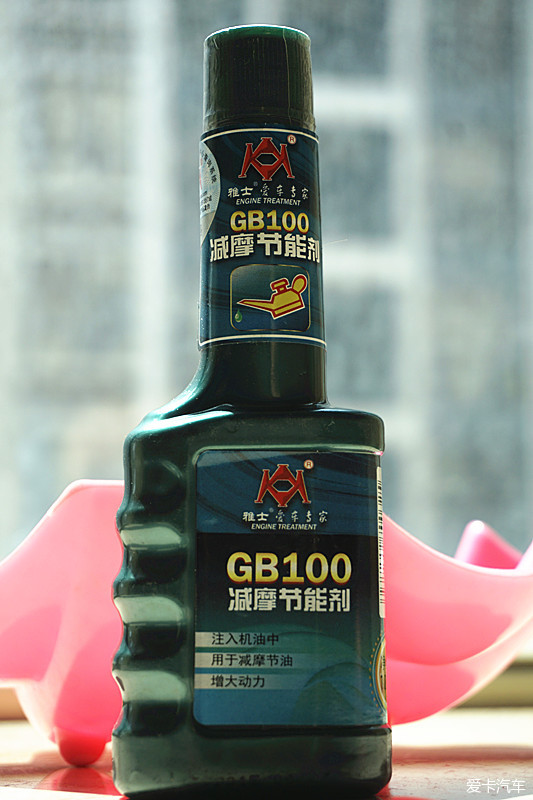 雅士® 爱车专家
ENGINE TREATMENT
GB100
减摩节能剂
雅士® 爱车专家
ENGINE TREATMENT
GB100
减摩节能剂
注入机油中
用于减摩节油
增大动力
爱卡汽车